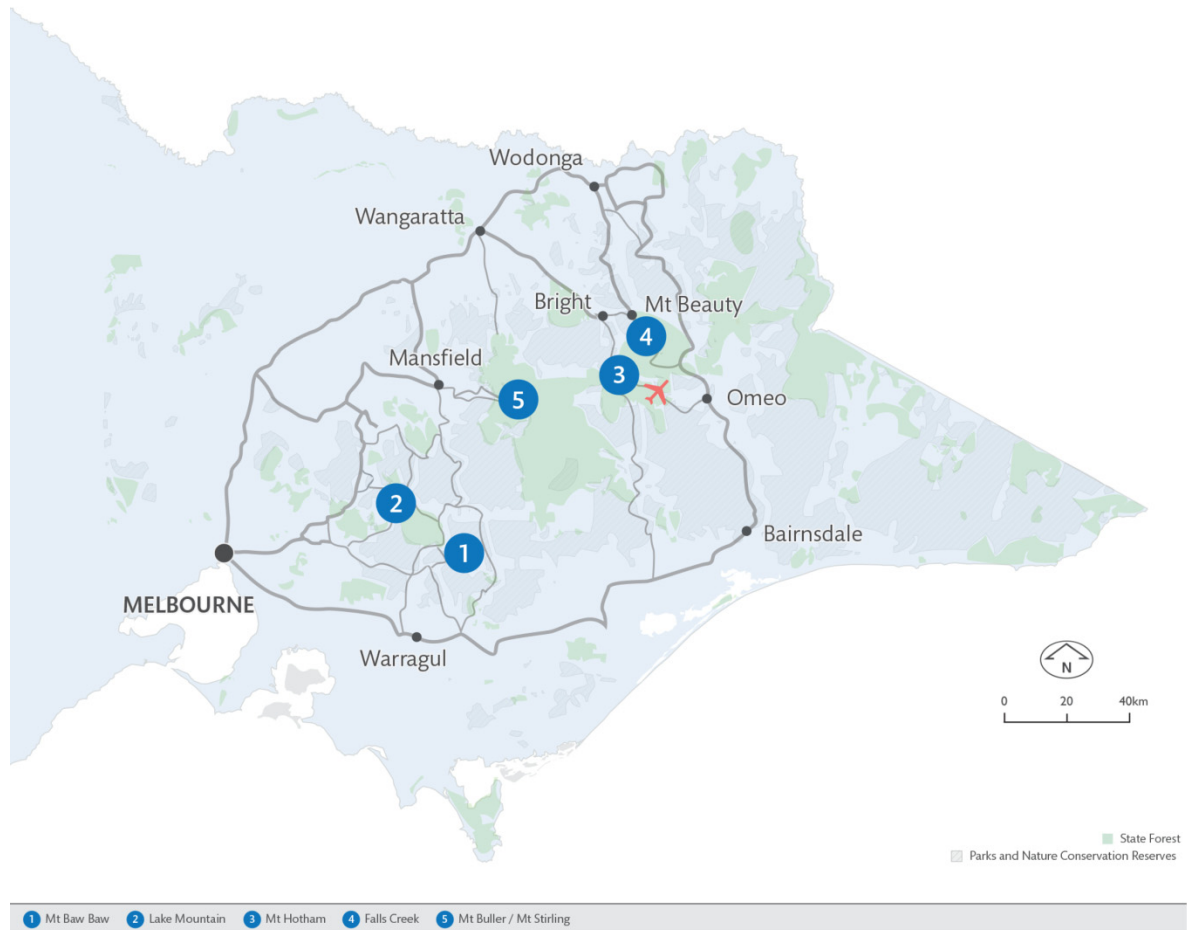 Wodonga
Wangaratta
Bright
Mt Beauty
4
Mansfield
3
5
Omeo
2
Bairnsdale
1
MELBOURNE
Warragul
N
0 20 40km
State Forest
Parks and Nature Conservation Reserves
1 Mt Baw Baw 2 Lake Mountain 3 Mt Hotham 4 Falls Creek 5 Mt Buller / Mt Stirling